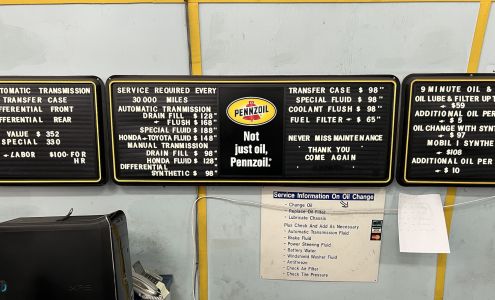 AUTOMATIC TRANSMISSION
TRANSFER CASE
DIFFERENTIAL FRONT
DIFFERENTIAL REAR
VALUE $ 352
SPECIAL 330
+LABOR $100- FOR
HR
SERVICE REQUIRED EVERY
30000 MILES
AUTOMATIC TRANSMISSION
DRAIN FILL $ 128"
+ FLUSH $ 168"
SPECIAL FLUID $ 188"
HONDA-TOYOTA FLUID $ 148"
MANUAL TRANMISSION
DRAIN FILL $ 98"
HONDA FLUID $ 128"
DIFFERENTIAL
SYNTHETIC $ 98"
PENNZOIL
Not
just oil,
Pennzoil.
TRANSFER CASE $ 98"
SPECIAL FLUID $ 98"
COOLANT FLUSH $ 98"
FUEL FILTER + $ 65"
NEVER MISS MAINTENANCE
THANK YOU
COME AGAIN
9 MINUTE OIL &
OIL LUBE & FILTER UP T
+ $59
ADDITIONAL OIL PE
+ $ 5
OIL CHANGE WITH SYN
+ $97
MOBIL 1 SYNTHE
+ $108
ADDITIONAL OIL PER
+ $ 10
Service Information On Oil Change
- Change Oil
- Replace Oil Filter
- Lubricate Chassis
Plus Check And Add As Necessary
- Automatic Transmission Fluid
- Brake Fluid
- Power Steering Fluid
- Battery Water
- Windshield Washer Fluid
- Antifreeze
- Check Air Filter
- Check Tire Pressure